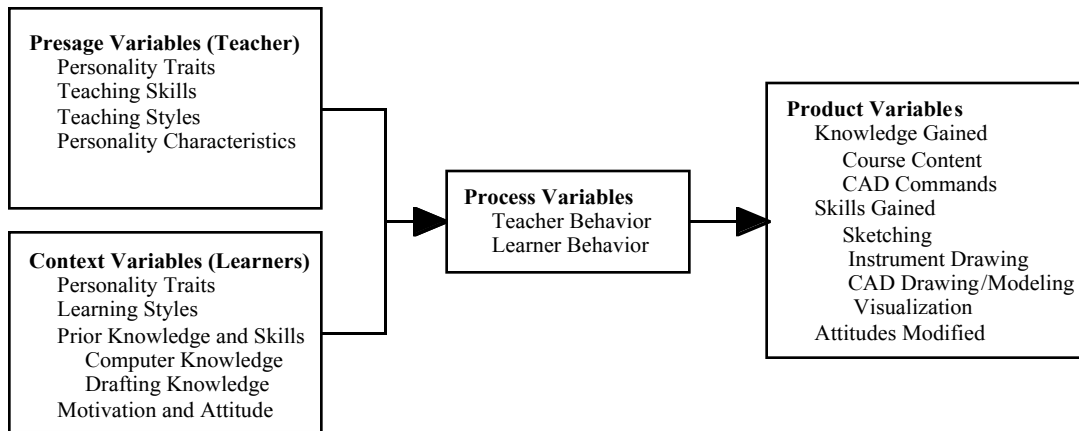 Presage Variables (Teacher)
Personality Traits
Teaching Skills
Teaching Styles
Personality Characteristics
Context Variables (Learners)
Personality Traits
Learning Styles
Prior Knowledge and Skills
Computer Knowledge
Drafting Knowledge
Motivation and Attitude
Process Variables
Teacher Behavior
Learner Behavior
Product Variables
Knowledge Gained
Course Content
CAD Commands
Skills Gained
Sketching
Instrument Drawing
CAD Drawing/Modeling
Visualization
Attitudes Modified